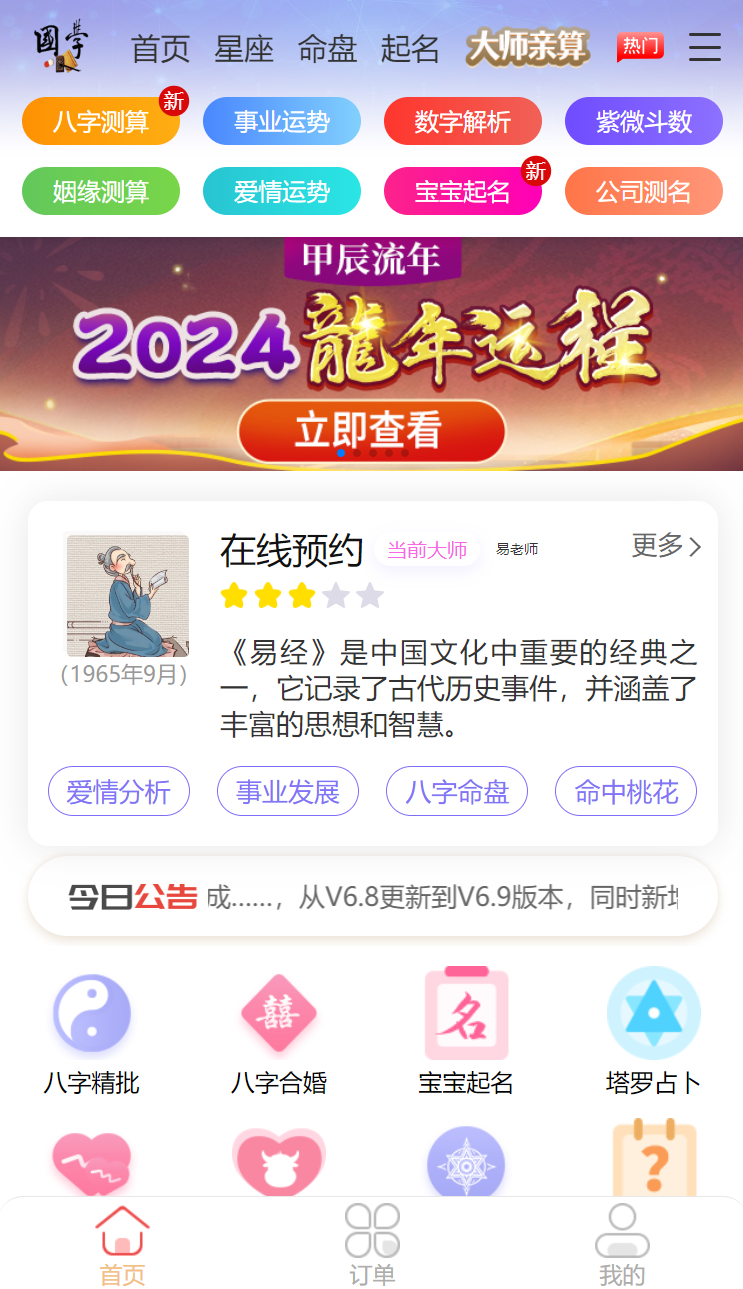 國学
首页 星座 命盘 起名 大师亲算 热门
八字测算 新 事业运势 数字解析 紫微斗数
姻缘测算 爱情运势 宝宝起名 新 公司测名
甲辰流年
2024龍年运程
立即查看
在线预约 当前大师 易老师 更多
(1965年9月)
《易经》是中国文化中重要的经典之
一，它记录了古代历史事件，并涵盖了
丰富的思想和智慧。
爱情分析 事业发展 八字命盘 命中桃花
今日公告 成……，从V6.8更新到V6.9版本，同时新增
囍 名
八字精批 八字合婚 宝宝起名 塔罗占卜
?
首页 订单 我的